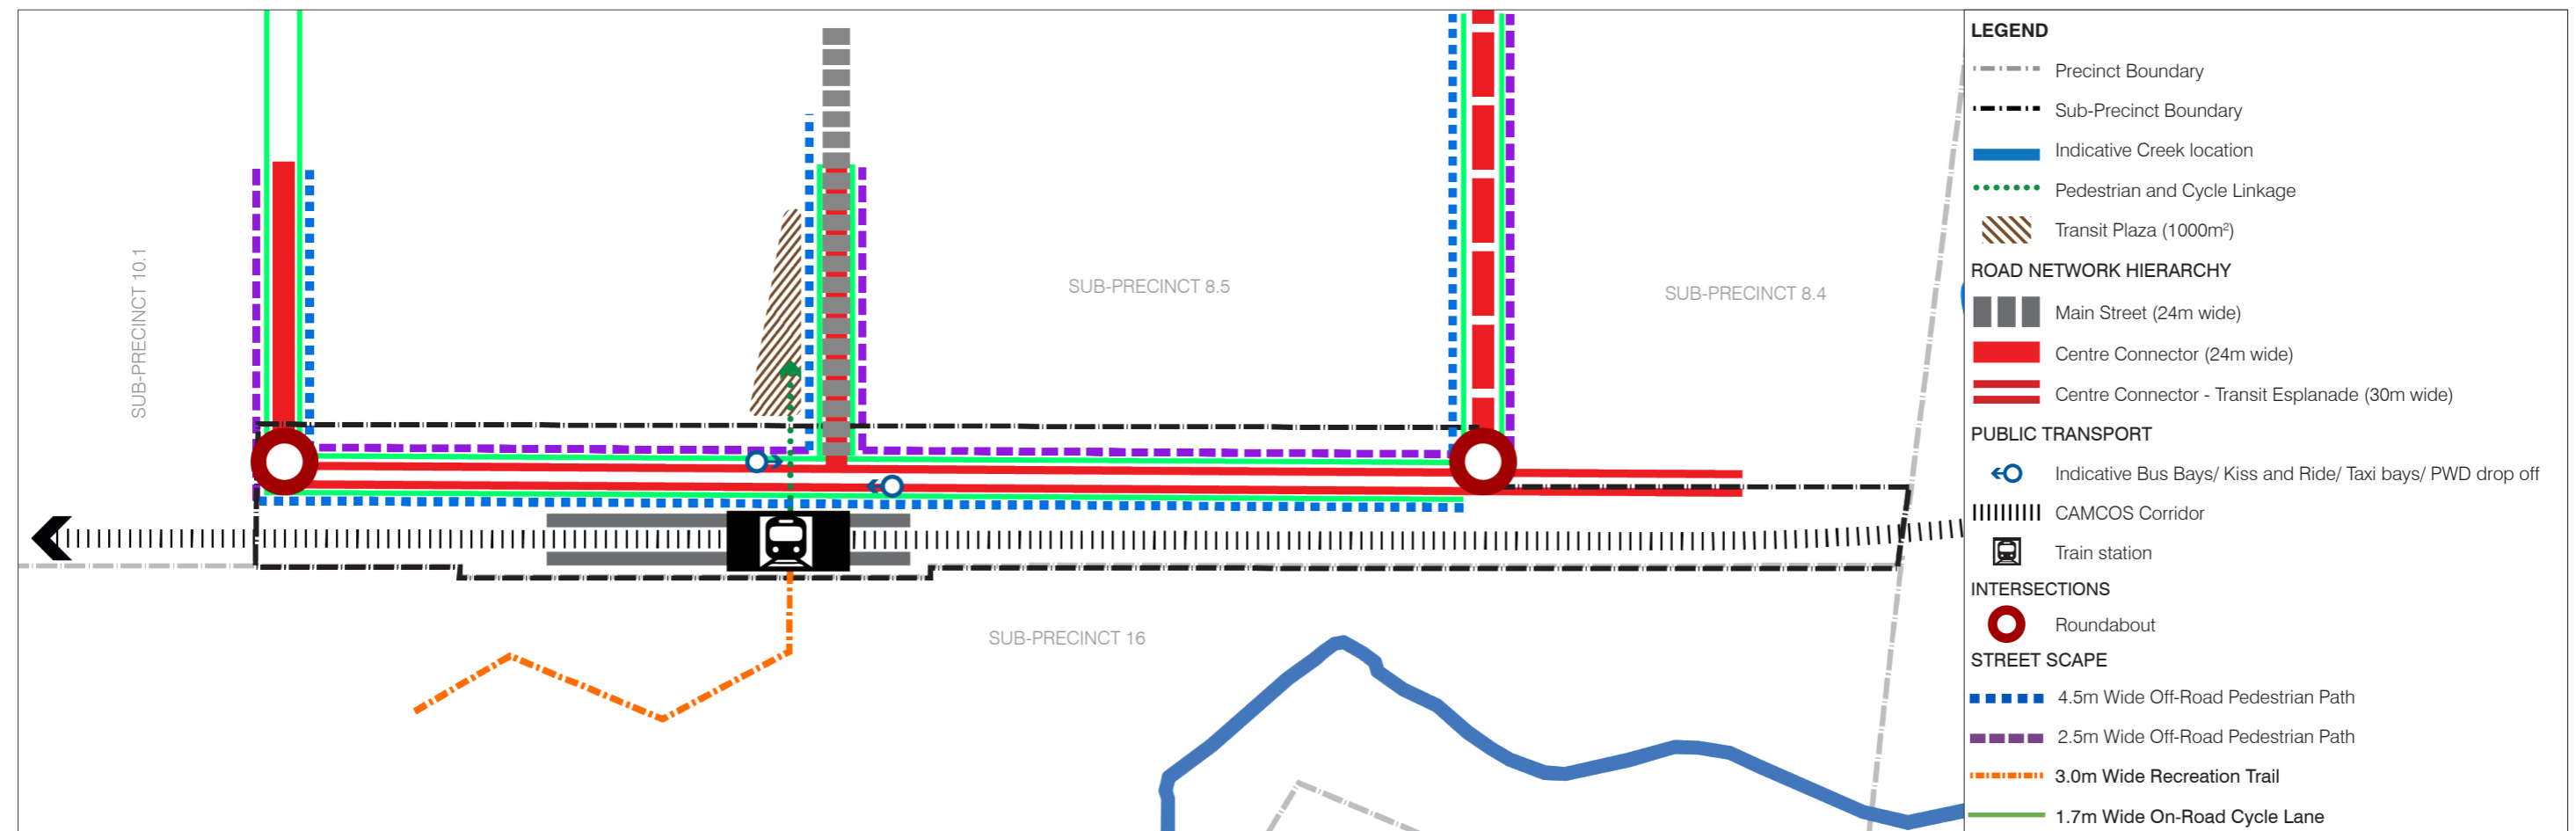 SUB-PRECINCT 10.1
SUB-PRECINCT 8.5
SUB-PRECINCT 8.4
SUB-PRECINCT 16
LEGEND
Precinct Boundary
Sub-Precinct Boundary
Indicative Creek location
Pedestrian and Cycle Linkage
Transit Plaza (1000m²)
ROAD NETWORK HIERARCHY
Main Street (24m wide)
Centre Connector (24m wide)
Centre Connector - Transit Esplanade (30m wide)
PUBLIC TRANSPORT
Indicative Bus Bays/ Kiss and Ride/ Taxi bays/ PWD drop off
CAMCOS Corridor
Train station
INTERSECTIONS
Roundabout
STREET SCAPE
4.5m Wide Off-Road Pedestrian Path
2.5m Wide Off-Road Pedestrian Path
3.0m Wide Recreation Trail
1.7m Wide On-Road Cycle Lane